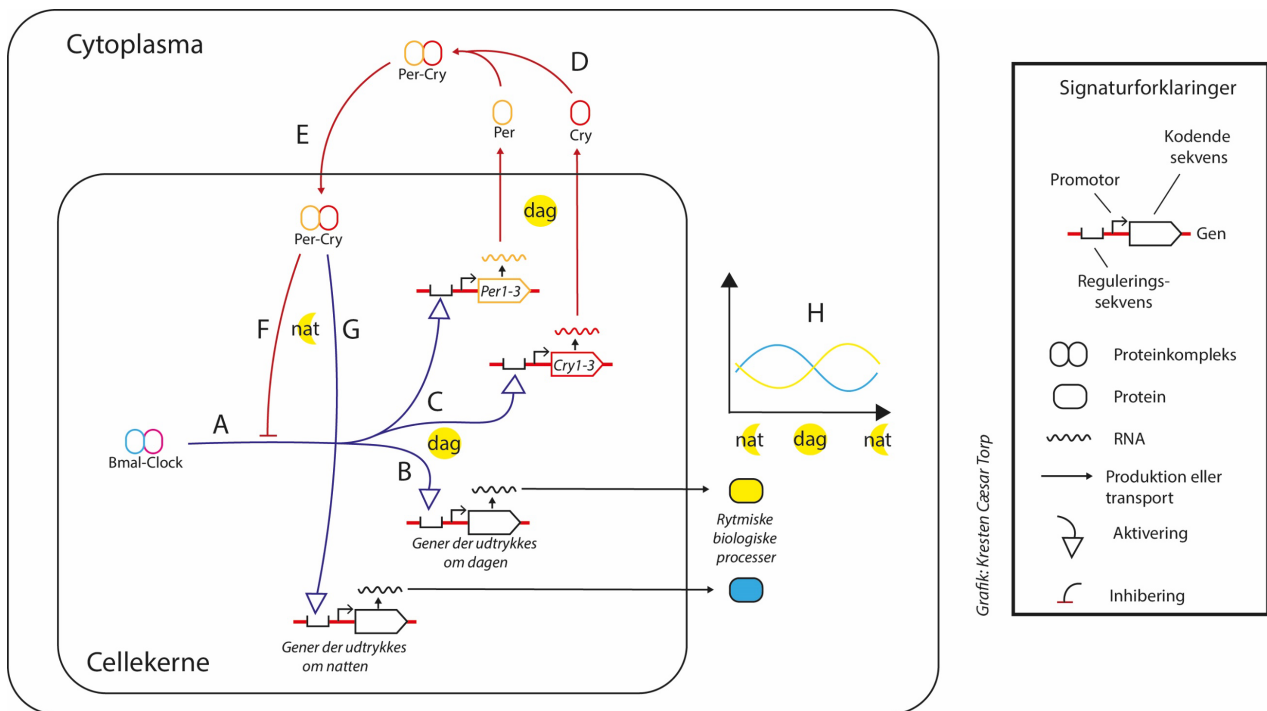 Cytoplasma
Per-Cry
D
Per
Cry
E
dag
Per-Cry
F
nat
G
Per1-3
Cry1-3
A
C
dag
B
Bmal-Clock
Gener der udtrykkes
om dagen
Gener der udtrykkes
om natten
Cellekerne
H
nat
dag
nat
Rytmiske
biologiske
processer
Grafik: Kresten Cæsar Torp
Signaturforklaringer
Kodende
sekvens
Promotor
Gen
Regulerings-
sekvens
Proteinkompleks
Protein
RNA
Produktion eller
transport
Aktivering
Inhibering